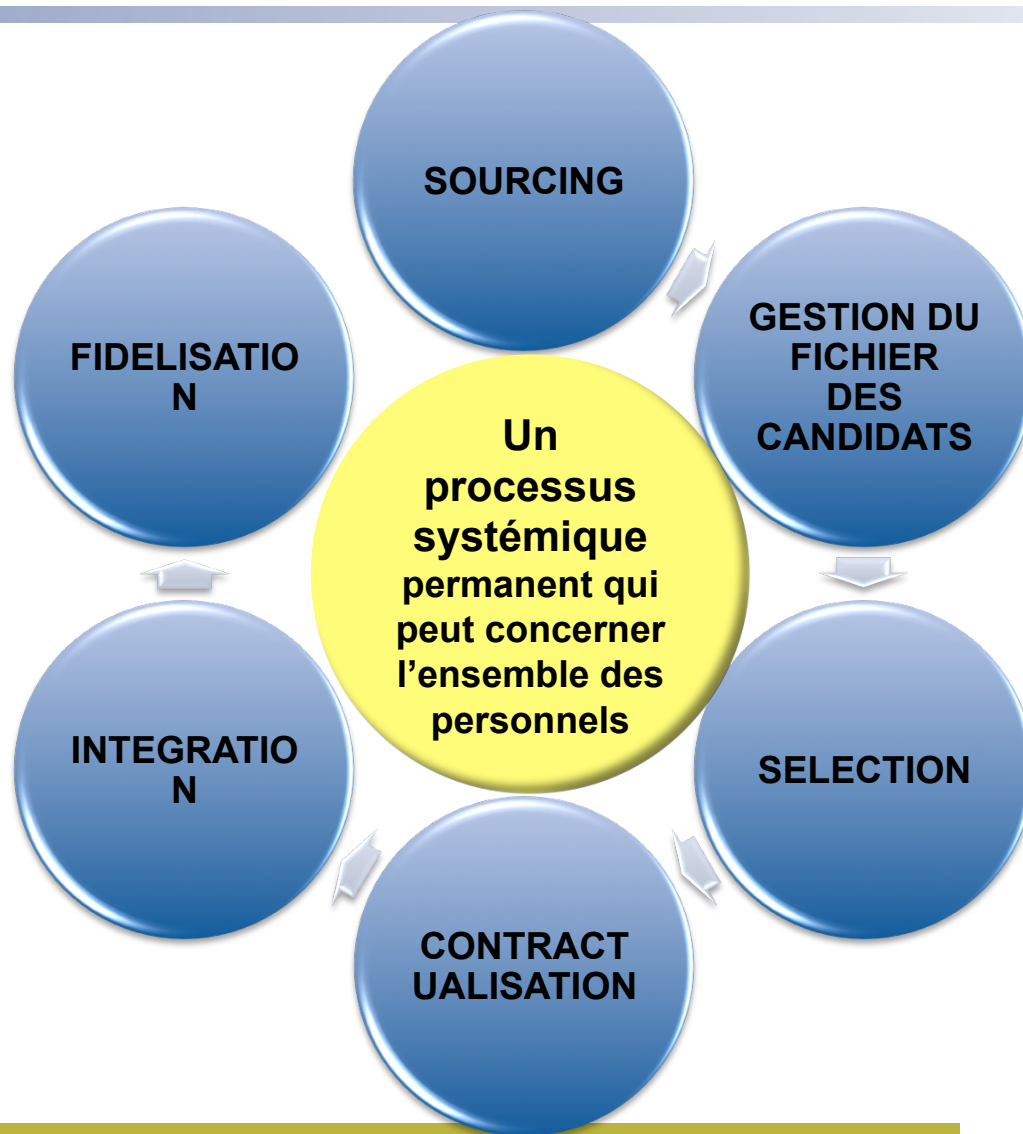 SOURCING
GESTION DU
FICHIER
DES
CANDIDATS
SELECTION
CONTRACT
UALISATION
INTEGRATIO
N
FIDELISATIO
N
Un
processus
systémique
permanent qui
peut concerner
l’ensemble des
personnels